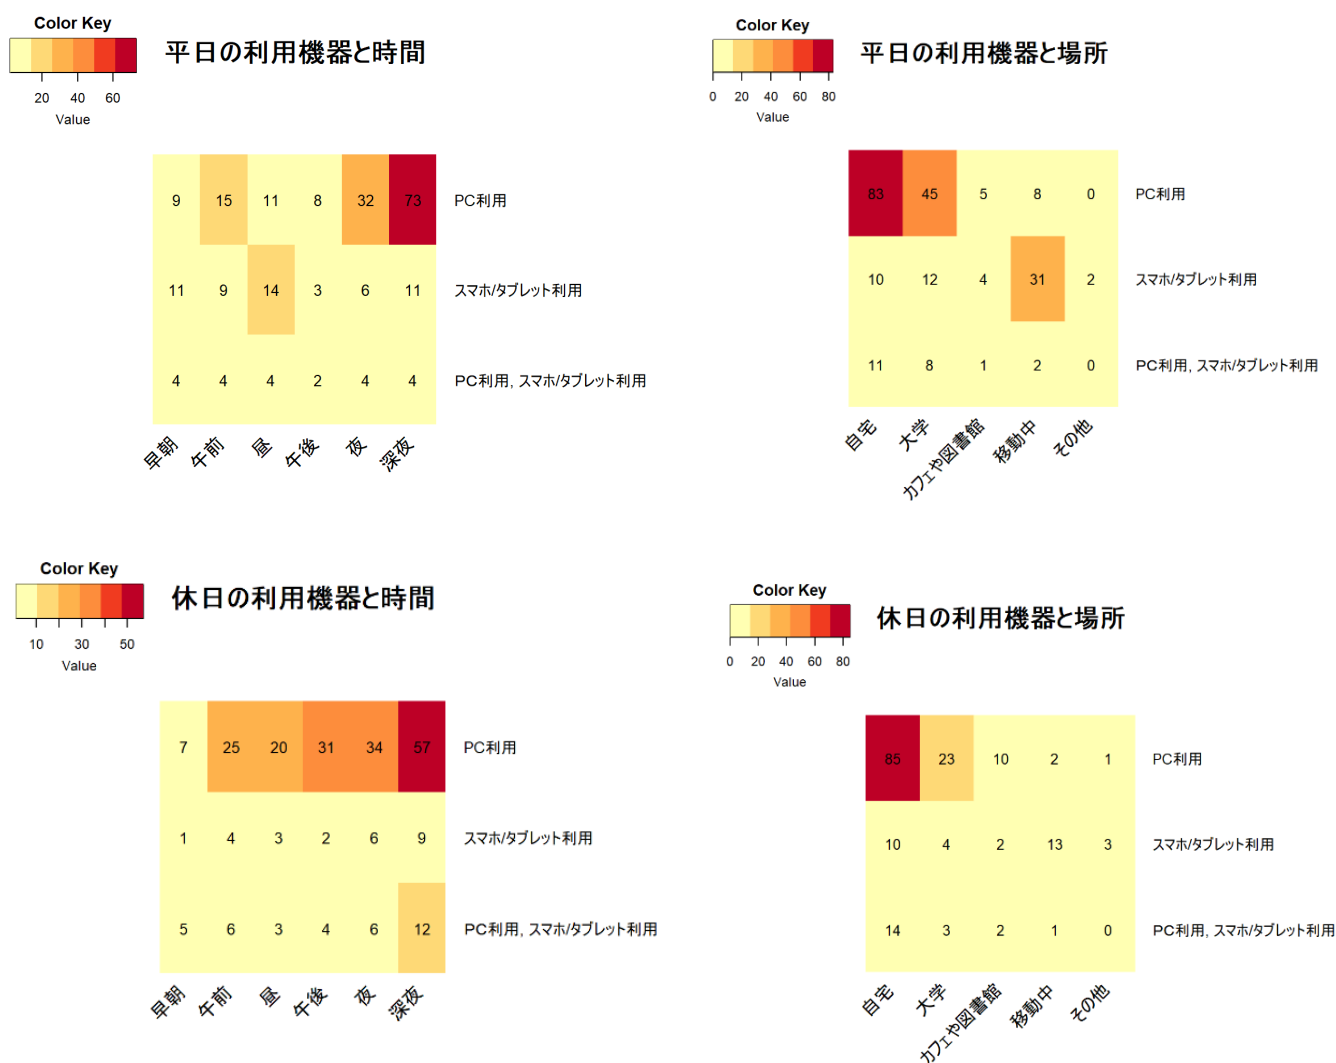 Color Key
平日の利用機器と時間
20 40 60
Value
9 15 11 8 32 73 PC利用
11 9 14 3 6 11 スマホ/タブレット利用
4 4 4 2 4 4 PC利用, スマホ/タブレット利用
早朝 午前 昼 午後 夜 深夜
Color Key
平日の利用機器と場所
0 20 40 60 80
Value
83 45 5 8 0 PC利用
10 12 4 31 2 スマホ/タブレット利用
11 8 1 2 0 PC利用, スマホ/タブレット利用
自宅 大学 カフェや図書館 移動中 その他
Color Key
休日の利用機器と時間
10 30 50
Value
7 25 20 31 34 57 PC利用
1 4 3 2 6 9 スマホ/タブレット利用
5 6 3 4 6 12 PC利用, スマホ/タブレット利用
早朝 午前 昼 午後 夜 深夜
Color Key
休日の利用機器と場所
0 20 40 60 80
Value
85 23 10 2 1 PC利用
10 4 2 13 3 スマホ/タブレット利用
14 3 2 1 0 PC利用, スマホ/タブレット利用
自宅 大学 カフェや図書館 移動中 その他